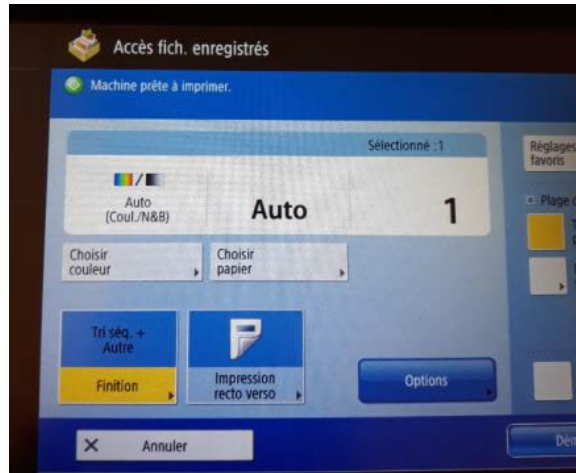 Accès fich. enregistrés
Machine prête à imprimer.
Sélectionné :1
Réglages
favoris
Auto
(Coul./N&B)
Auto
1
Plage
Choisir
couleur
Choisir
papier
Tri séq. +
Autre
Finition
Impression
recto verso
Options
Annuler